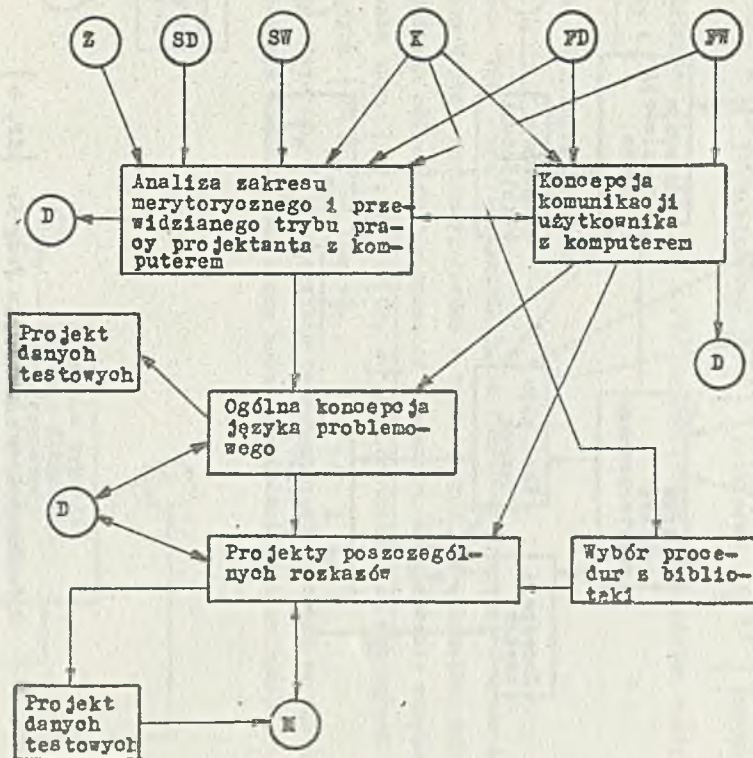 Z
SD
SW
K
FD
FW
Analiza zakresu
merytorycznego i prze-
widzianego trybu pra-
cy projektanta z kom-
puterem
Koncepcja
komunikacji
użytkownika
z komputerem
D
D
Projekt
danych
testowych
Ogólna koncepcja
języka problemo-
wego
D
Projekty poszczegól-
nych rozkazów
Wybór proce-
dur z biblio-
teki
Projekt
danych
testowych
M